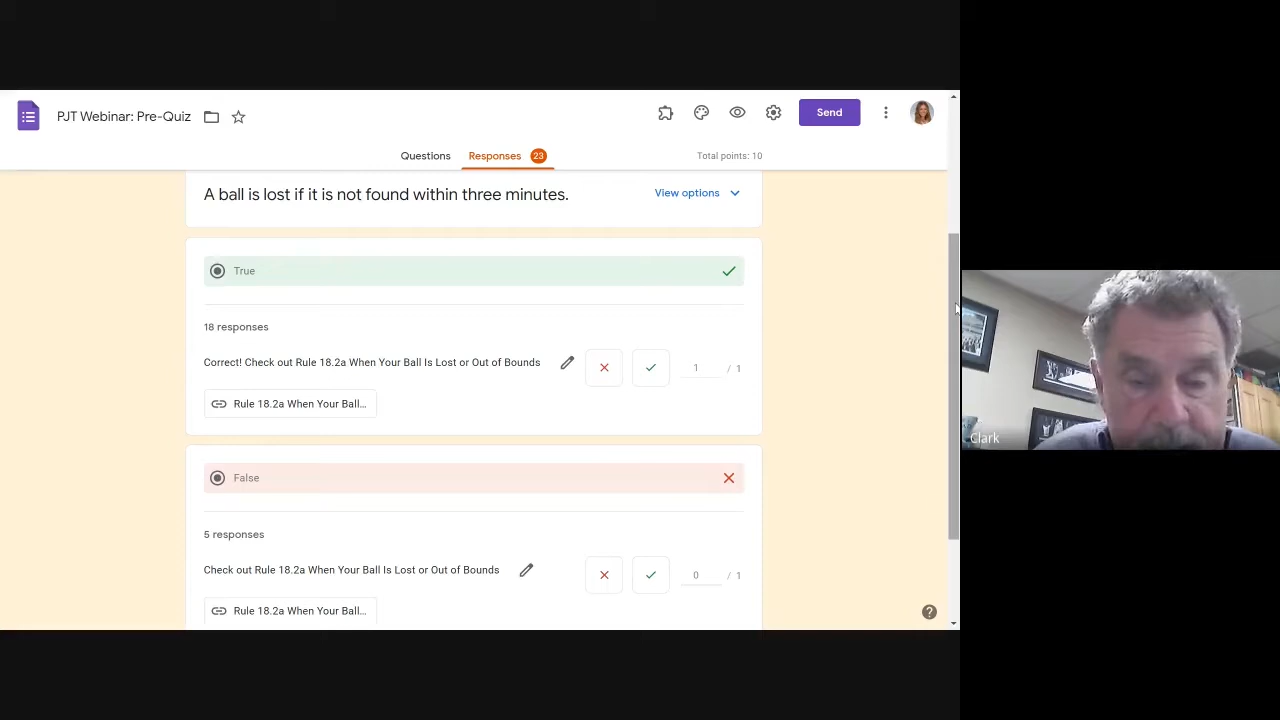 PJT Webinar: Pre-Quiz
Send
Questions
Responses
23
Total points: 10
A ball is lost if it is not found within three minutes.
View options
True
18 responses
Correct! Check out Rule 18.2a When Your Ball Is Lost or Out of Bounds
1 / 1
Rule 18.2a When Your Ball...
False
5 responses
Check out Rule 18.2a When Your Ball Is Lost or Out of Bounds
0 / 1
Rule 18.2a When Your Ball...
Clark